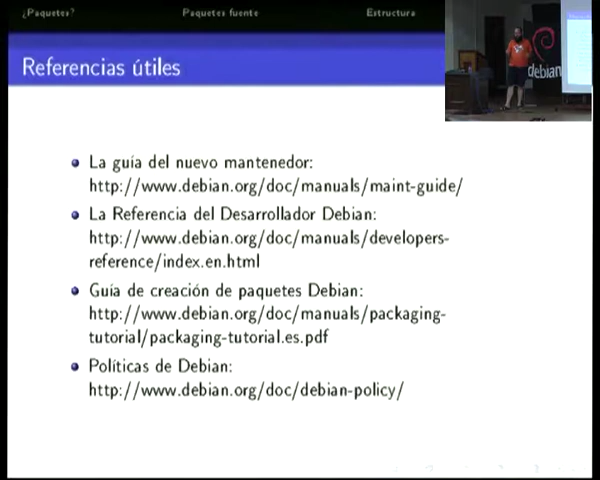 ¿Paquetes?
Paquetes fuente
Estructura
Referencias útiles
debian
La guía del nuevo mantenedor:
http://www.debian.org/doc/manuals/maint-guide/
La Referencia del Desarrollador Debian:
http://www.debian.org/doc/manuals/developers-
reference/index.en.html
Guía de creación de paquetes Debian:
http://www.debian.org/doc/manuals/packaging-
tutorial/packaging-tutorial.es.pdf
Políticas de Debian:
http://www.debian.org/doc/debian-policy/